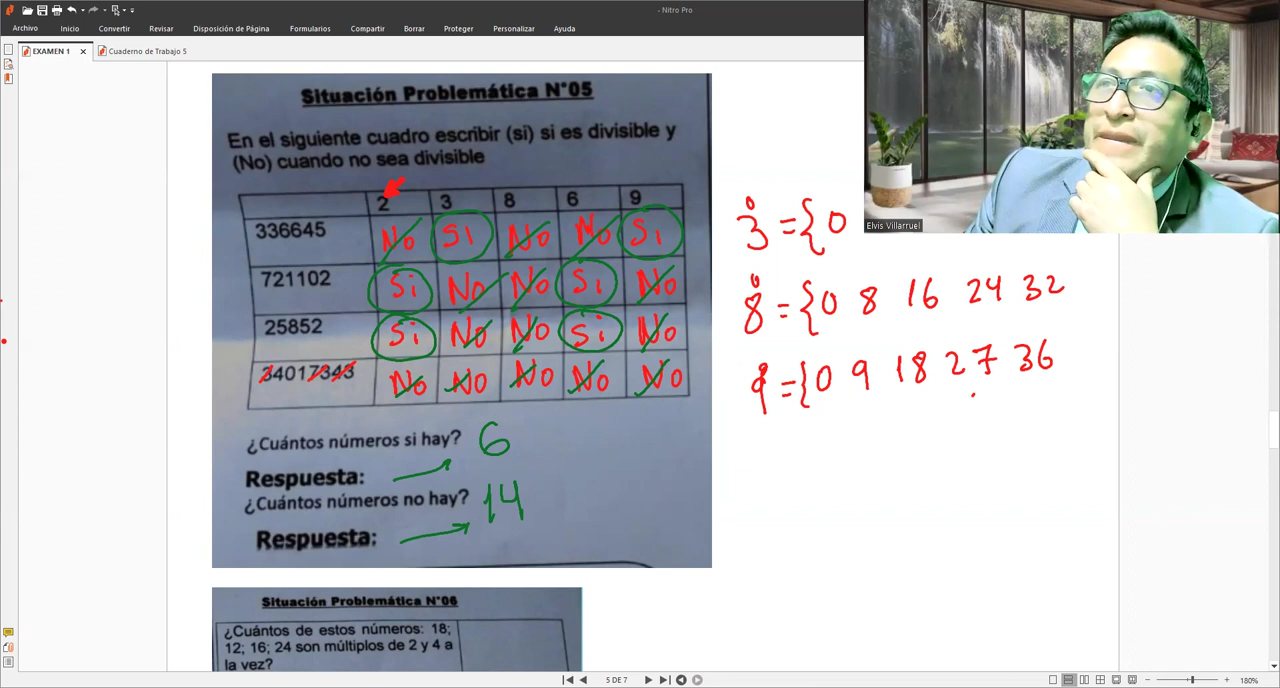 - Nitro Pro
Archivo Inicio Convertir Revisar Disposición de Página Formularios Compartir Borrar Proteger Personalizar Ayuda
EXAMEN 1 × Cuaderno de Trabajo 5
Situación Problemática N°05
En el siguiente cuadro escribir (si) si es divisible y
(No) cuando no sea divisible
2 3 8 6 9
336645 No Si No No Si
721102 Si No No Si No
25852 Si No No Si No
34017343 No No No No No
¿Cuántos números si hay? 6
Respuesta:
¿Cuántos números no hay? 14
Respuesta:
3 = {0
8 = {0 8 16 24 32
9 = {0 9 18 27 36
Elvis Villarruel
Situación Problemática N°06
¿Cuántos de estos números: 18;
12; 16; 24 son múltiplos de 2 y 4 a
la vez?
5 DE 7
180%